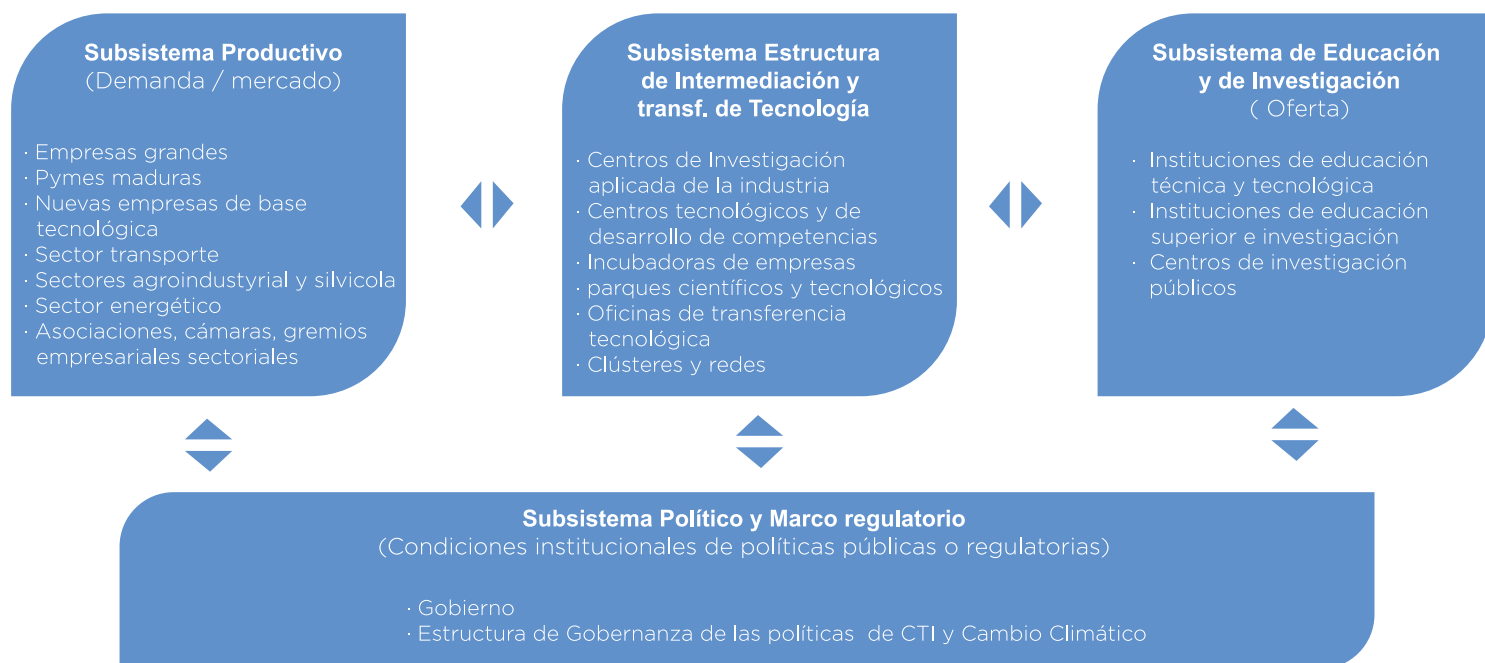 Subsistema Productivo
(Demanda / mercado)
· Empresas grandes
· Pymes maduras
· Nuevas empresas de base
tecnológica
· Sector transporte
· Sectores agroindustyrial y silvicola
· Sector energético
· Asociaciones, cámaras, gremios
empresariales sectoriales
Subsistema Estructura
de Intermediación y
transf. de Tecnología
· Centros de Investigación
aplicada de la industria
· Centros tecnológicos y de
desarrollo de competencias
· Incubadoras de empresas
· parques científicos y tecnológicos
· Oficinas de transferencia
tecnológica
· Clústeres y redes
Subsistema de Educación
y de Investigación
( Oferta)
· Instituciones de educación
técnica y tecnológica
· Instituciones de educación
superior e investigación
· Centros de investigación
públicos
Subsistema Político y Marco regulatorio
(Condiciones institucionales de políticas públicas o regulatorias)
· Gobierno
· Estructura de Gobernanza de las políticas de CTI y Cambio Climático